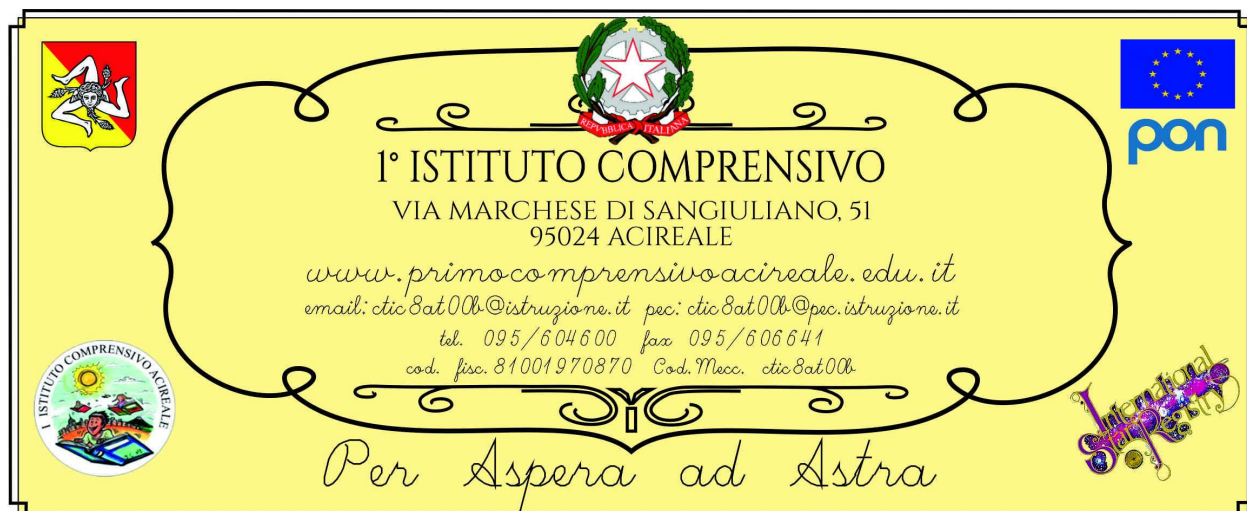 REPVBBLICA ITALIANA
pon
1° ISTITUTO COMPRENSIVO
VIA MARCHESE DI SANGIULIANO, 51
95024 ACIREALE
www.primocomprensivoacireale.edu.it
email: ctic8at00b@istruzione.it pec: ctic8at00b@pec.istruzione.it
tel. 095/604600 fax 095/606641
cod. fisc. 81001970870 Cod. Mecc. ctic8at00b
I ISTITUTO COMPRENSIVO ACIREALE
International
Star Registry
Per Aspera ad Astra